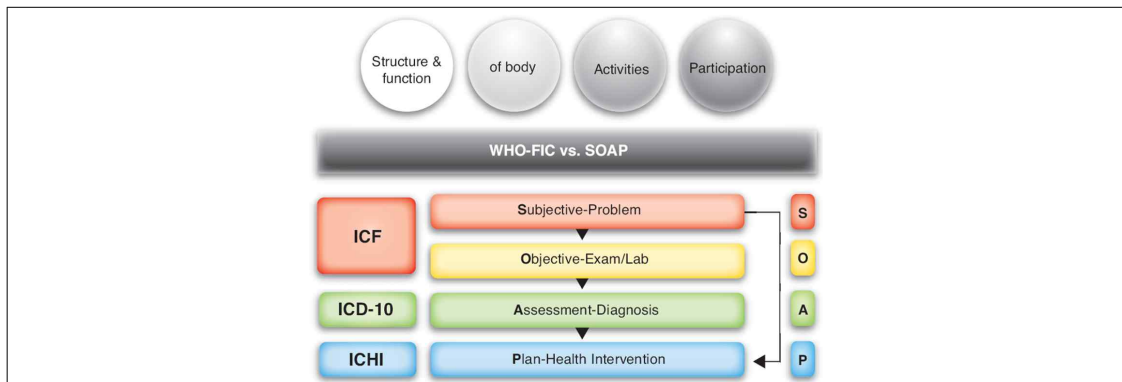 Structure &
function
of body
Activities
Participation
WHO-FIC vs. SOAP
ICF
Subjective-Problem
S
Objective-Exam/Lab
O
ICD-10
Assessment-Diagnosis
A
ICHI
Plan-Health Intervention
P